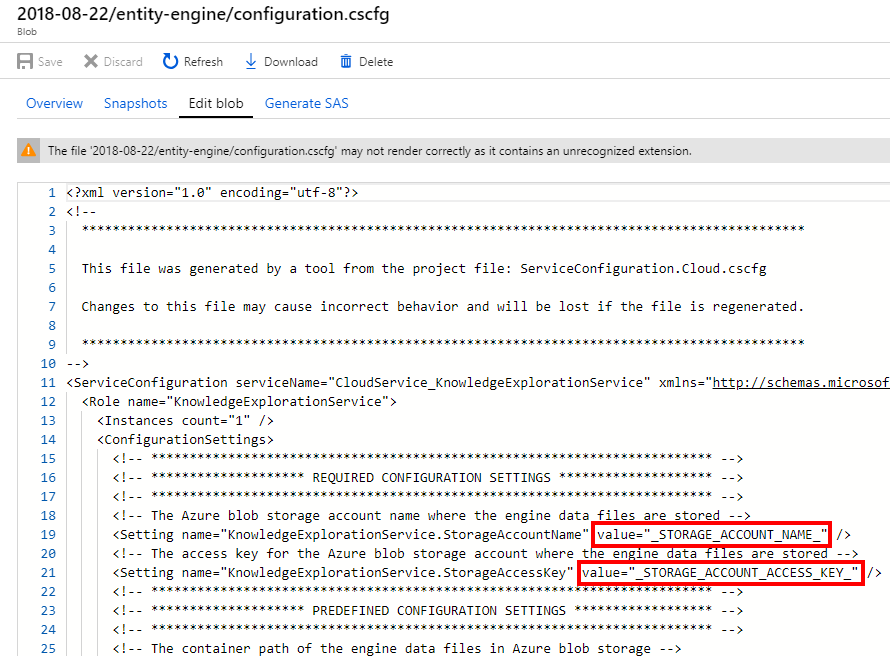 2018-08-22/entity-engine/configuration.cscfg
Blob
Save Discard Refresh Download Delete
Overview Snapshots Edit blob Generate SAS
The file '2018-08-22/entity-engine/configuration.cscfg' may not render correctly as it contains an unrecognized extension.
1 <?xml version="1.0" encoding="utf-8"?>
2 <!--
3 **********************************************************************************************
4
5 This file was generated by a tool from the project file: ServiceConfiguration.Cloud.cscfg
6
7 Changes to this file may cause incorrect behavior and will be lost if the file is regenerated.
8
9 **********************************************************************************************
10 -->
11 <ServiceConfiguration serviceName="CloudService_KnowledgeExplorationService" xmlns="http://schemas.microsof
12 <Role name="KnowledgeExplorationService">
13 <Instances count="1" />
14 <ConfigurationSettings>
15 <!-- ************************************************************************* -->
16 <!-- ******************** REQUIRED CONFIGURATION SETTINGS ******************** -->
17 <!-- ************************************************************************* -->
18 <!-- The Azure blob storage account name where the engine data files are stored -->
19 <Setting name="KnowledgeExplorationService.StorageAccountName" value="_STORAGE_ACCOUNT_NAME_" />
20 <!-- The access key for the Azure blob storage account where the engine data files are stored -->
21 <Setting name="KnowledgeExplorationService.StorageAccessKey" value="_STORAGE_ACCOUNT_ACCESS_KEY_" />
22 <!-- ************************************************************************* -->
23 <!-- ******************** PREDEFINED CONFIGURATION SETTINGS ****************** -->
24 <!-- ************************************************************************* -->
25 <!-- The container path of the engine data files in Azure blob storage -->